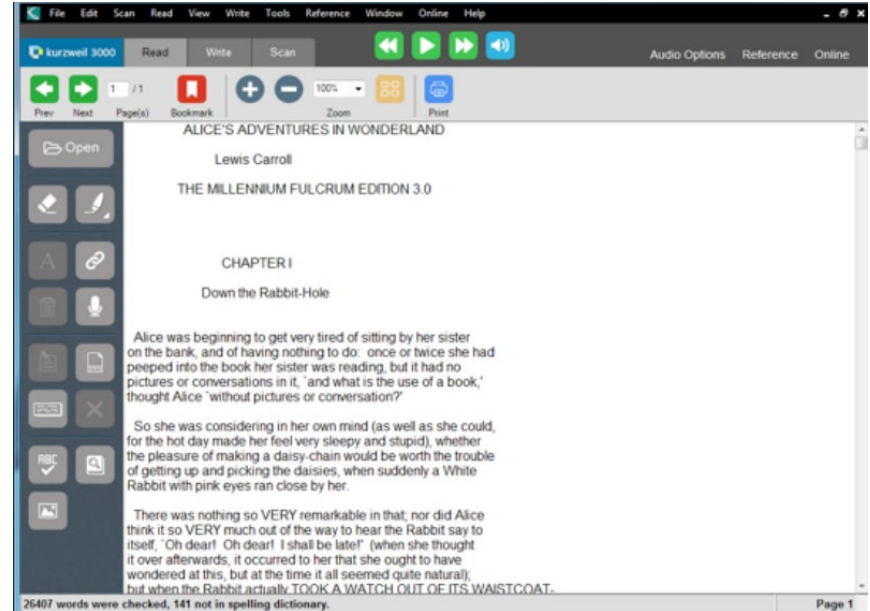 File Edit Scan Read View Write Tools Reference Window Online Help
kurzweil 3000 Read Write Scan Audio Options Reference Online
1 /1 100%
Prev Next Page(s) Bookmark Zoom Print
Open
ALICE'S ADVENTURES IN WONDERLAND
Lewis Carroll
THE MILLENNIUM FULCRUM EDITION 3.0
CHAPTER I
Down the Rabbit-Hole
Alice was beginning to get very tired of sitting by her sister
on the bank, and of having nothing to do:  once or twice she had
peeped into the book her sister was reading, but it had no
pictures or conversations in it, `and what is the use of a book,'
thought Alice `without pictures or conversation?'
So she was considering in her own mind (as well as she could,
for the hot day made her feel very sleepy and stupid), whether
the pleasure of making a daisy-chain would be worth the trouble
of getting up and picking the daisies, when suddenly a White
Rabbit with pink eyes ran close by her.
There was nothing so VERY remarkable in that; nor did Alice
think it so VERY much out of the way to hear the Rabbit say to
itself, `Oh dear!  Oh dear!  I shall be late!'  (when she thought
it over afterwards, it occurred to her that she ought to have
wondered at this, but at the time it all seemed quite natural);
but when the Rabbit actually TOOK A WATCH OUT OF ITS WAISTCOAT-
A
ABC
26407 words were checked, 141 not in spelling dictionary. Page 1